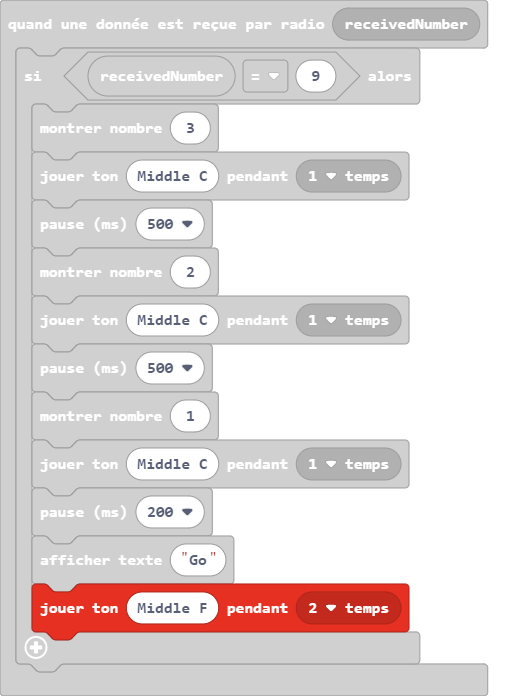 quand une donnée est reçue par radio receivedNumber
si receivedNumber = 9 alors
montrer nombre 3
jouer ton Middle C pendant 1 temps
pause (ms) 500
montrer nombre 2
jouer ton Middle C pendant 1 temps
pause (ms) 500
montrer nombre 1
jouer ton Middle C pendant 1 temps
pause (ms) 200
afficher texte "Go"
jouer ton Middle F pendant 2 temps